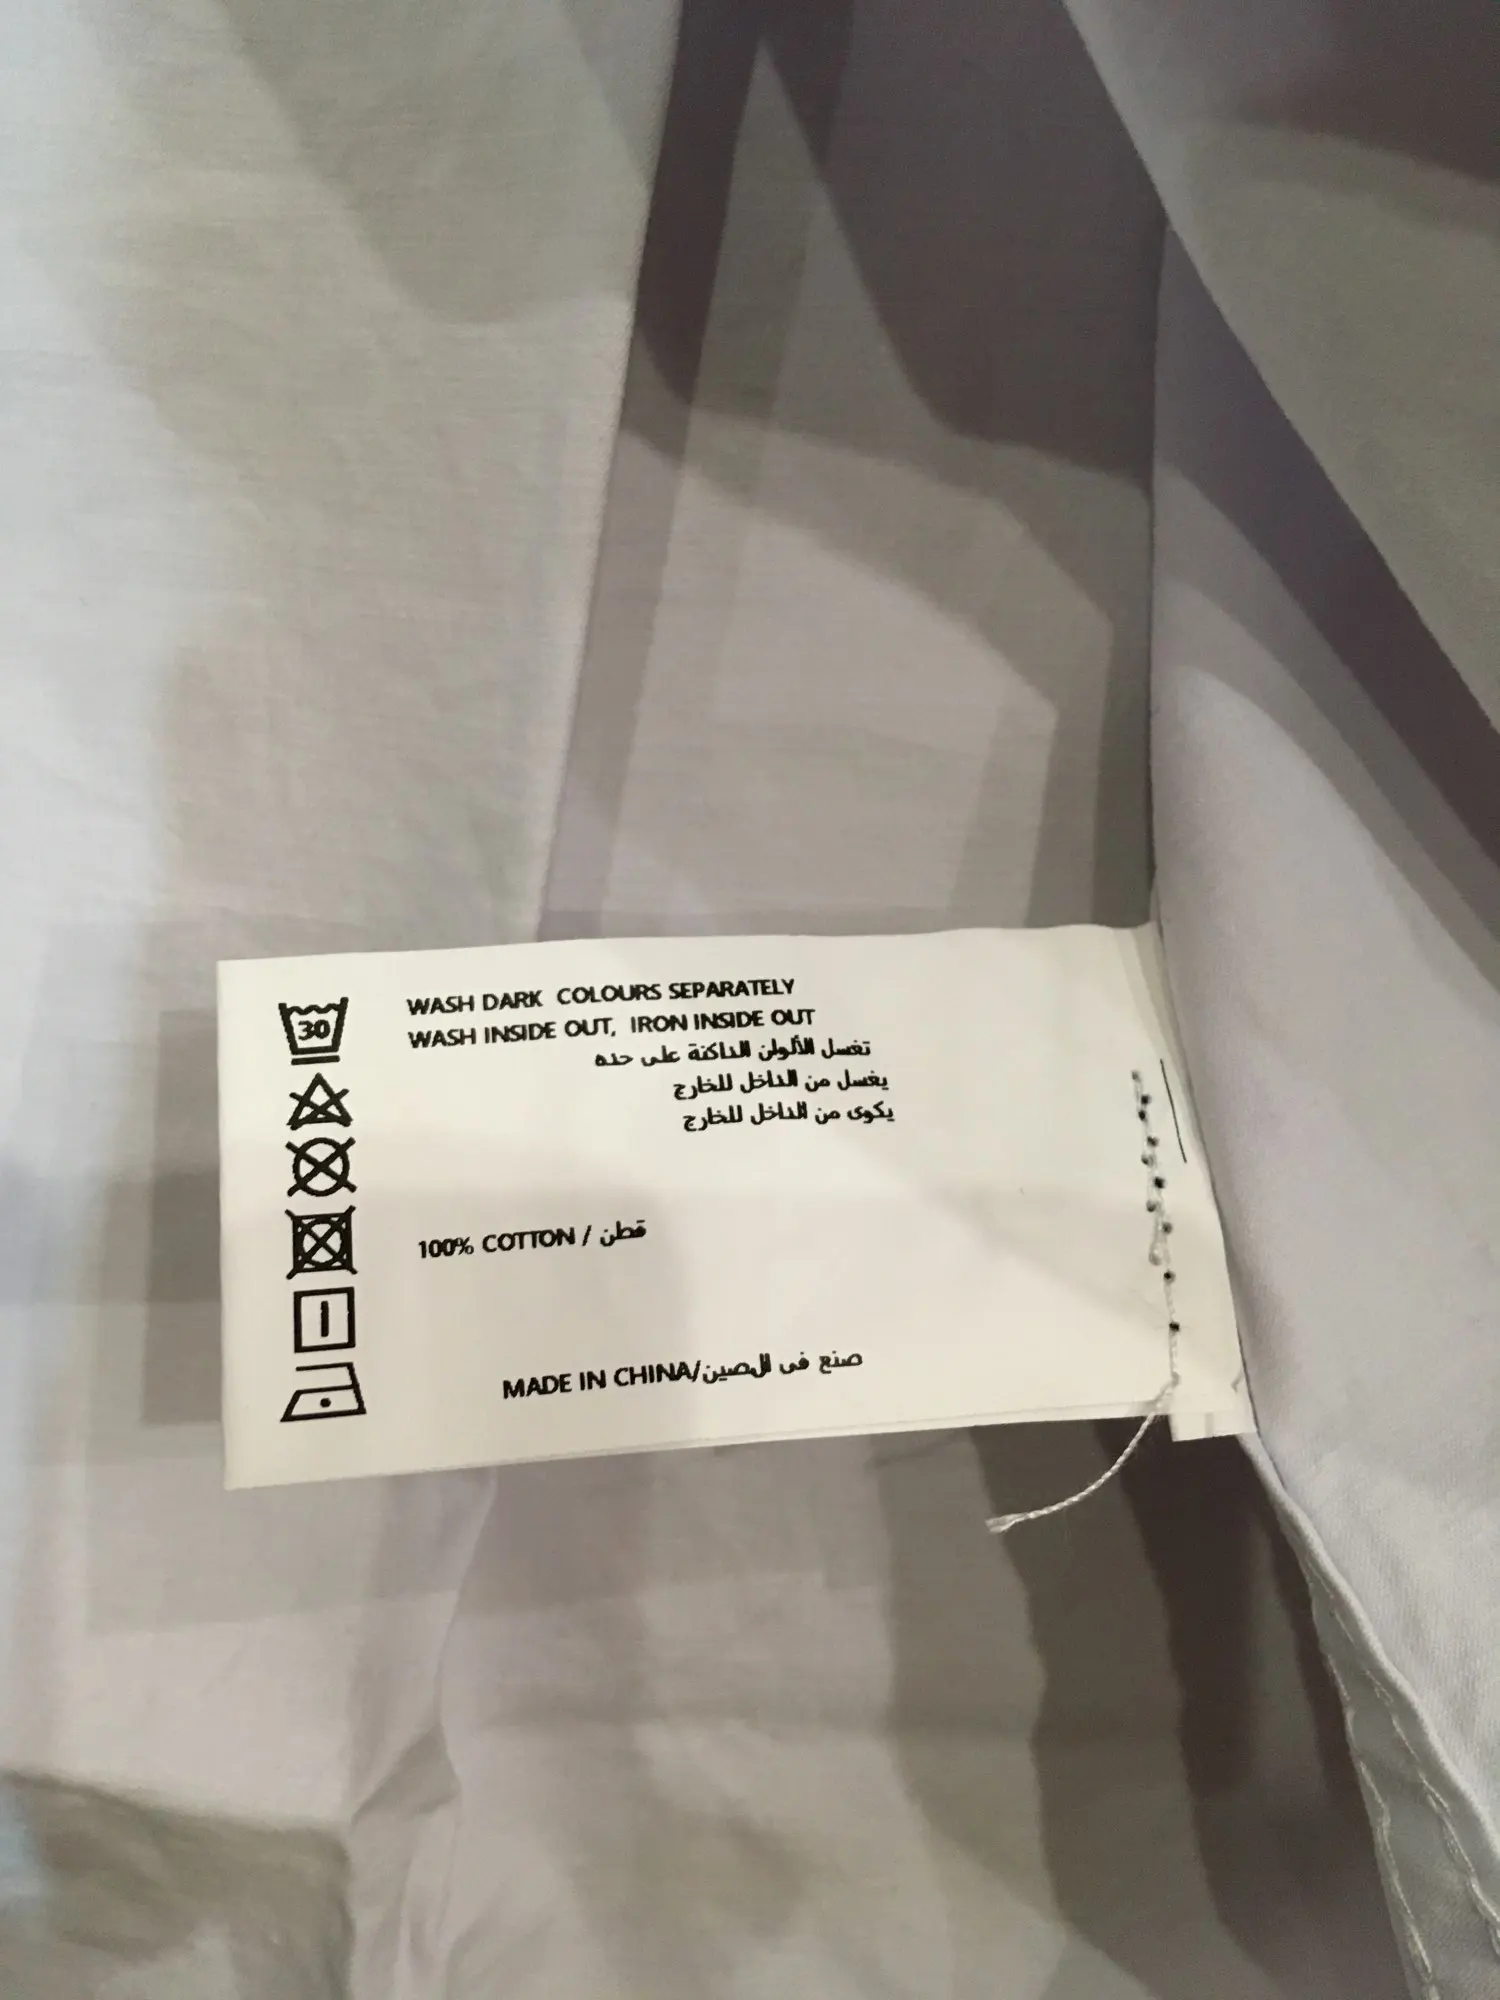 30
WASH DARK COLOURS SEPARATELY
WASH INSIDE OUT, IRON INSIDE OUT
تغسل الألوان الداكنة على حده
يغسل من الداخل للخارج
يكوى من الداخل للخارج
100% COTTON / قطن
MADE IN CHINA/صنع فى الصين